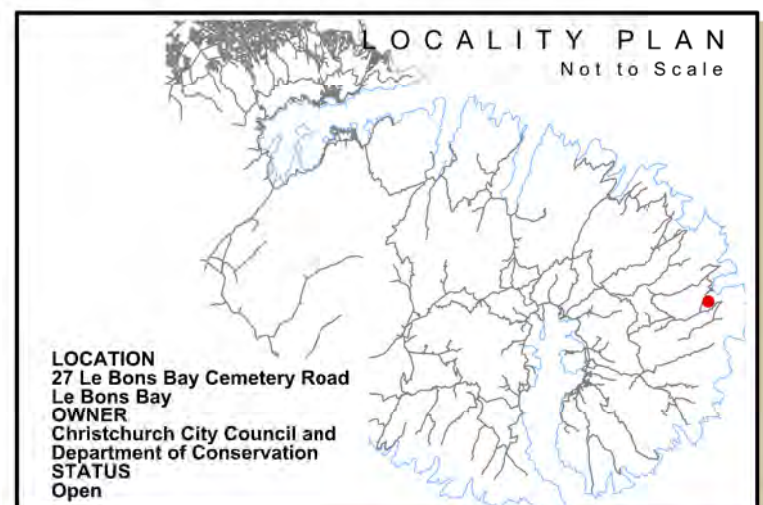 LOCALITY PLAN
Not to Scale
LOCATION
27 Le Bons Bay Cemetery Road
Le Bons Bay
OWNER
Christchurch City Council and
Department of Conservation
STATUS
Open